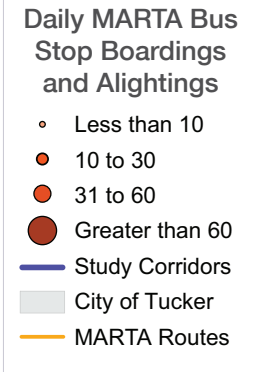 Daily MARTA Bus
Stop Boardings
and Alightings
Less than 10
10 to 30
31 to 60
Greater than 60
Study Corridors
City of Tucker
MARTA Routes